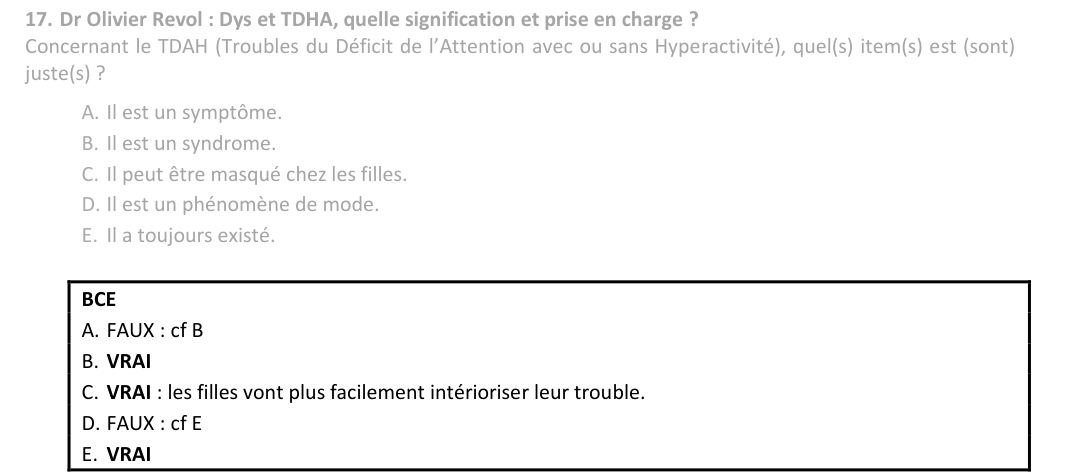 17. Dr Olivier Revol : Dys et TDHA, quelle signification et prise en charge ?
Concernant le TDAH (Troubles du Déficit de l'Attention avec ou sans Hyperactivité), quel(s) item(s) est (sont)
juste(s) ?
A. Il est un symptôme.
B. Il est un syndrome.
C. Il peut être masqué chez les filles.
D. Il est un phénomène de mode.
E. Il a toujours existé.
BCE
A. FAUX : cf B
B. VRAI
C. VRAI : les filles vont plus facilement intérioriser leur trouble.
D. FAUX : cf E
E. VRAI